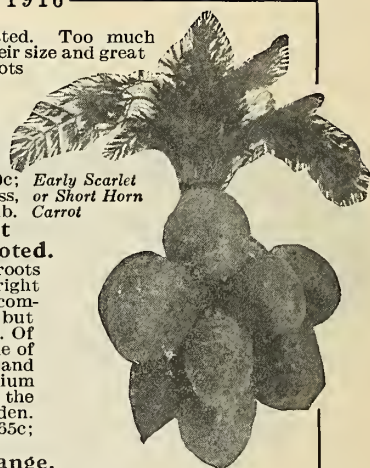 1916
ted. Too much
eir size and great
ots
0c;
ss,
b.
Early Scarlet
or Short Horn
Carrot
t
oted.
roots
right
com-
but
. Of
e of
and
ium
the
den.
65c;
ange.